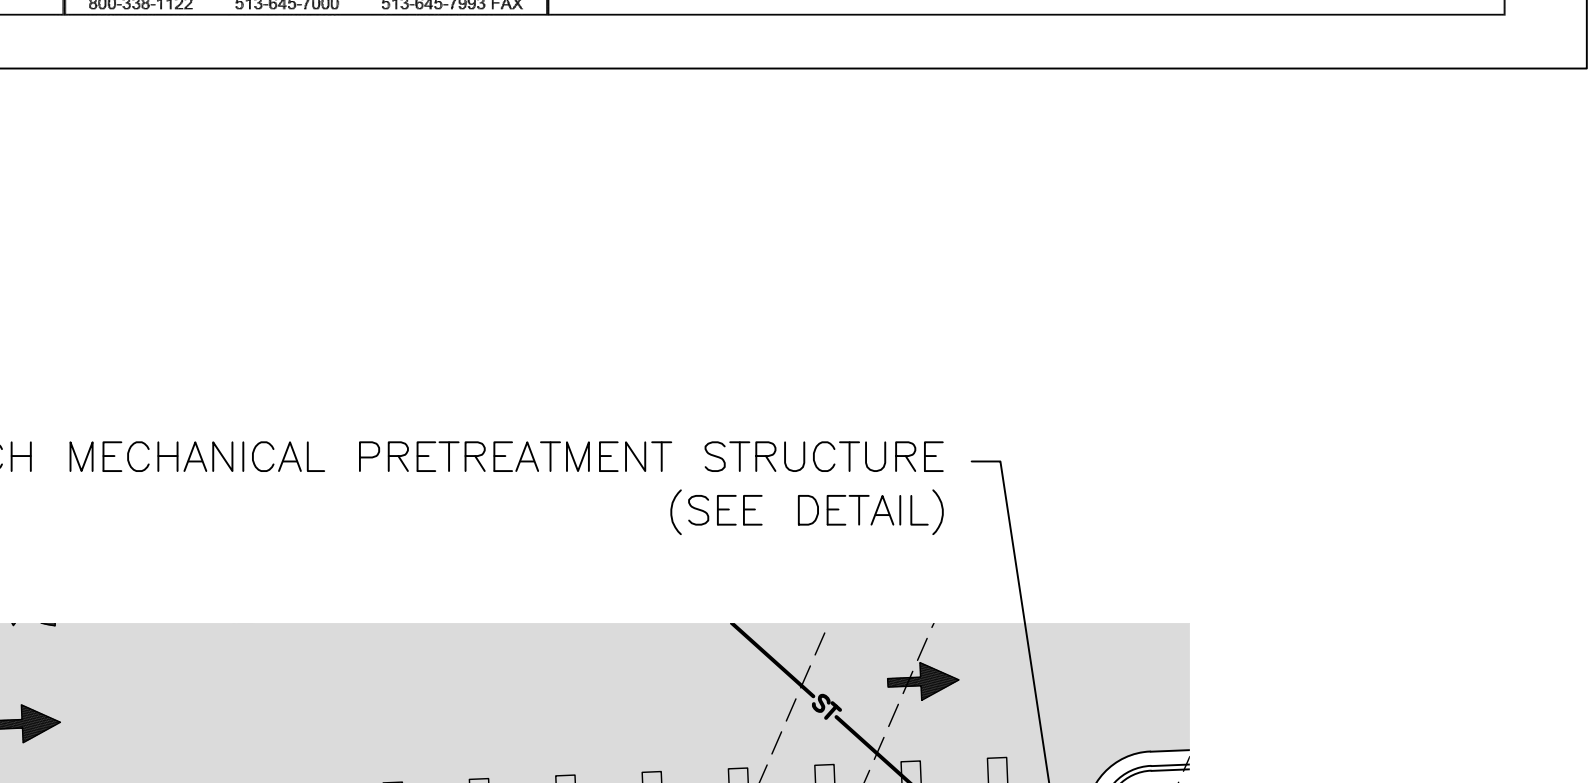 800-338-1122 513-645-7000 513-645-7993 FAX
CH MECHANICAL PRETREATMENT STRUCTURE
(SEE DETAIL)
ST